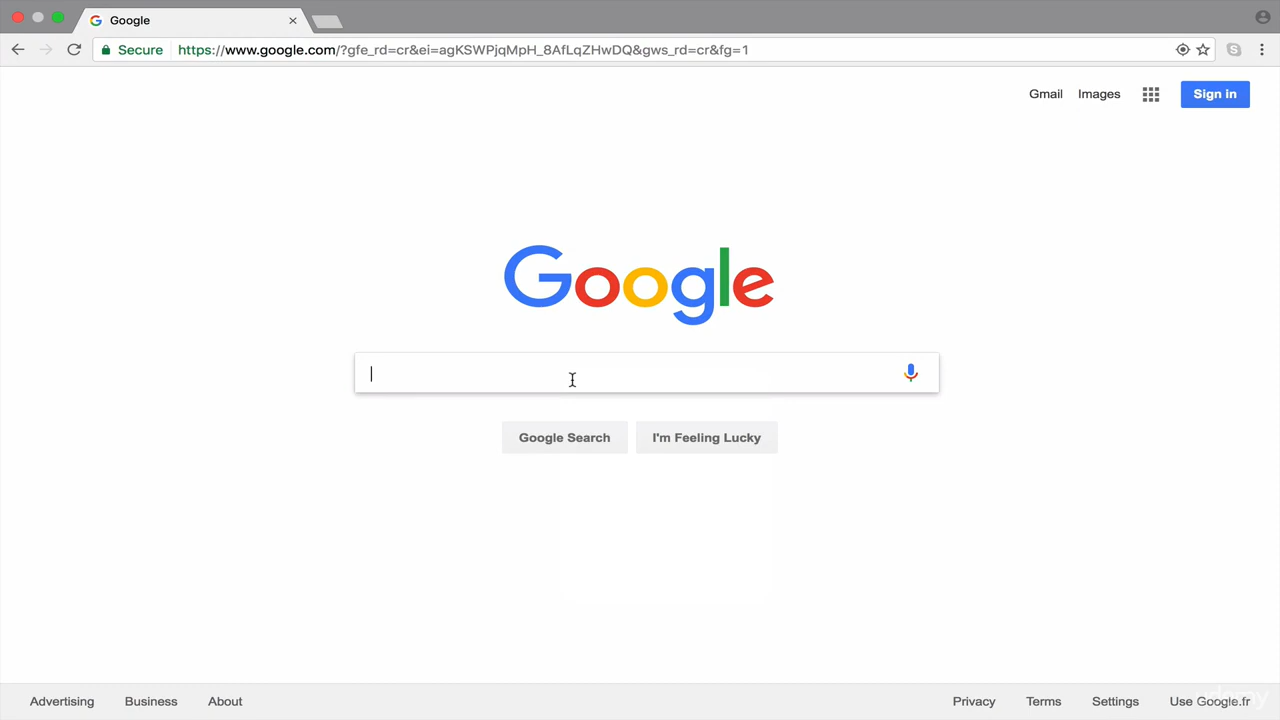 Google
Secure https://www.google.com/?gfe_rd=cr&ei=agKSWPjqMpH_8AfLqZHwDQ&gws_rd=cr&fg=1
Gmail Images Sign in
Google
Google Search I'm Feeling Lucky
Advertising Business About Privacy Terms Settings Use Google.fr
udemy